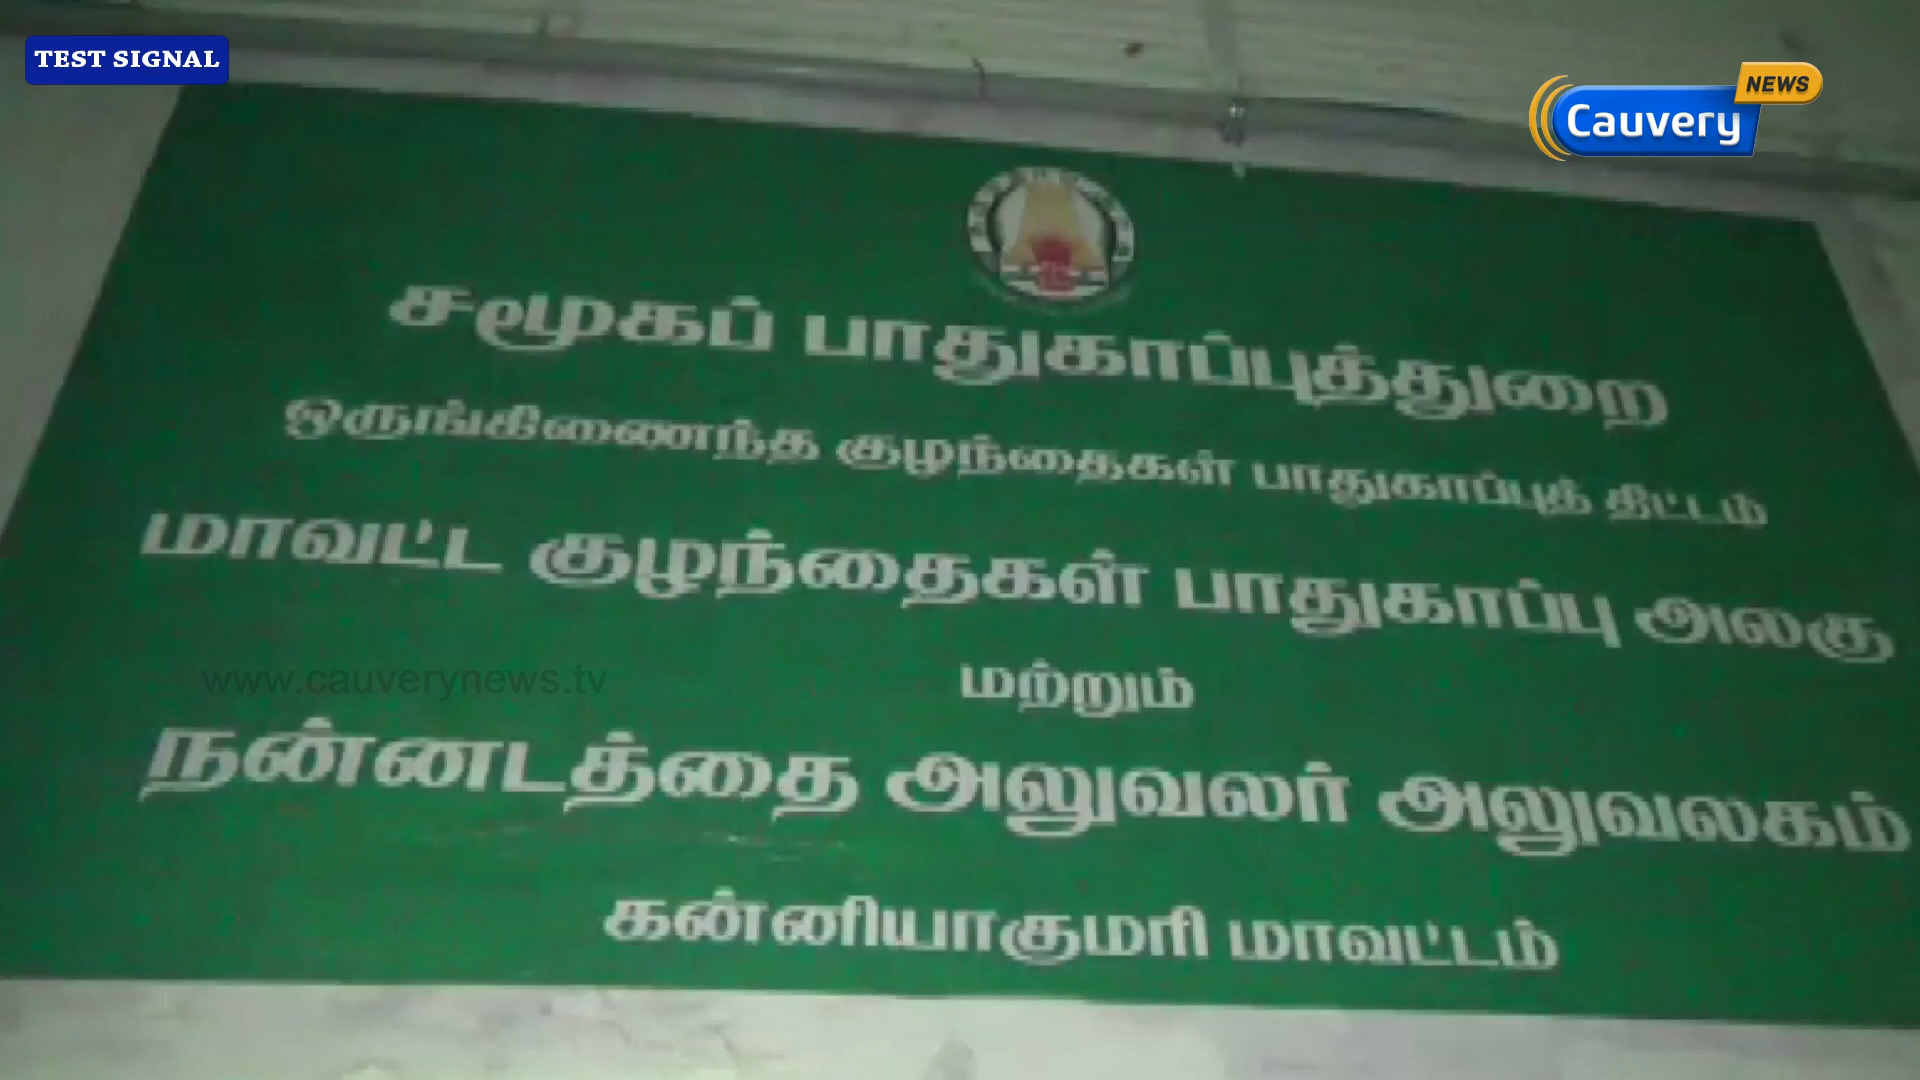 TEST SIGNAL
Cauvery NEWS
சமூகப் பாதுகாப்புத்துறை
ஒருங்கிணைந்த குழந்தைகள் பாதுகாப்புத் திட்டம்
மாவட்ட குழந்தைகள் பாதுகாப்பு அலகு
www.cauverynews.tv
மற்றும்
நன்னடத்தை அலுவலர் அலுவலகம்
கன்னியாகுமரி மாவட்டம்